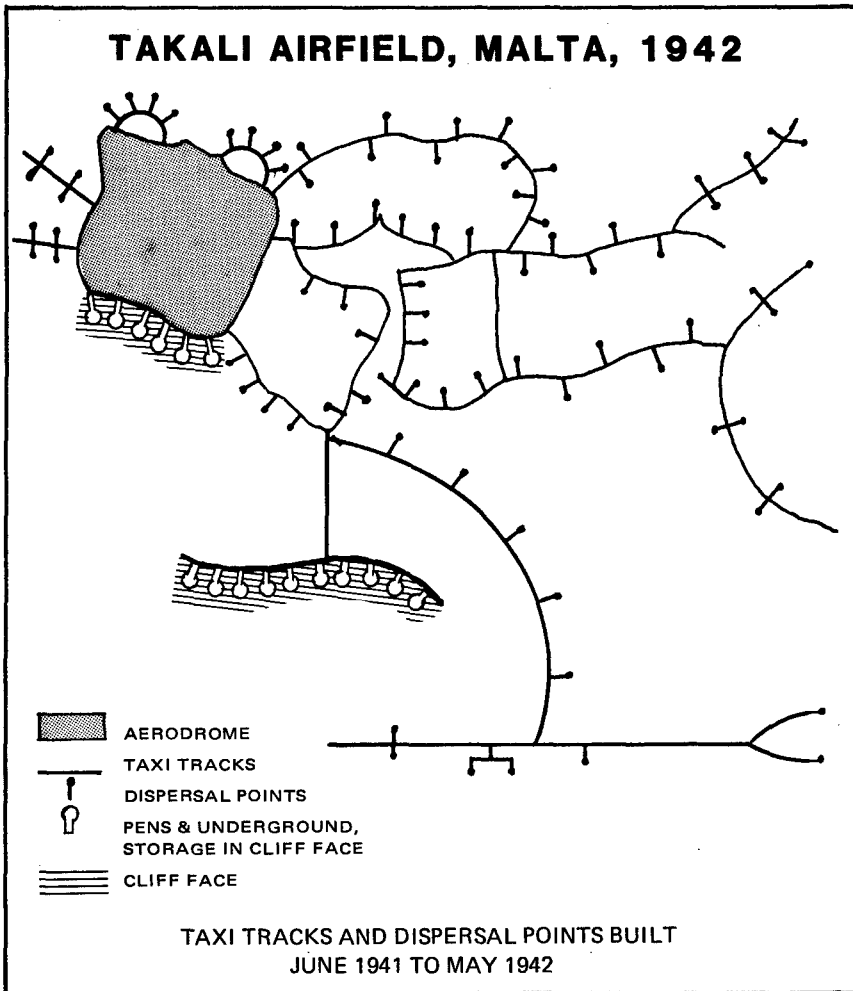 TAKALI AIRFIELD, MALTA, 1942
AERODROME
TAXI TRACKS
DISPERSAL POINTS
PENS & UNDERGROUND,
STORAGE IN CLIFF FACE
CLIFF FACE
TAXI TRACKS AND DISPERSAL POINTS BUILT
JUNE 1941 TO MAY 1942